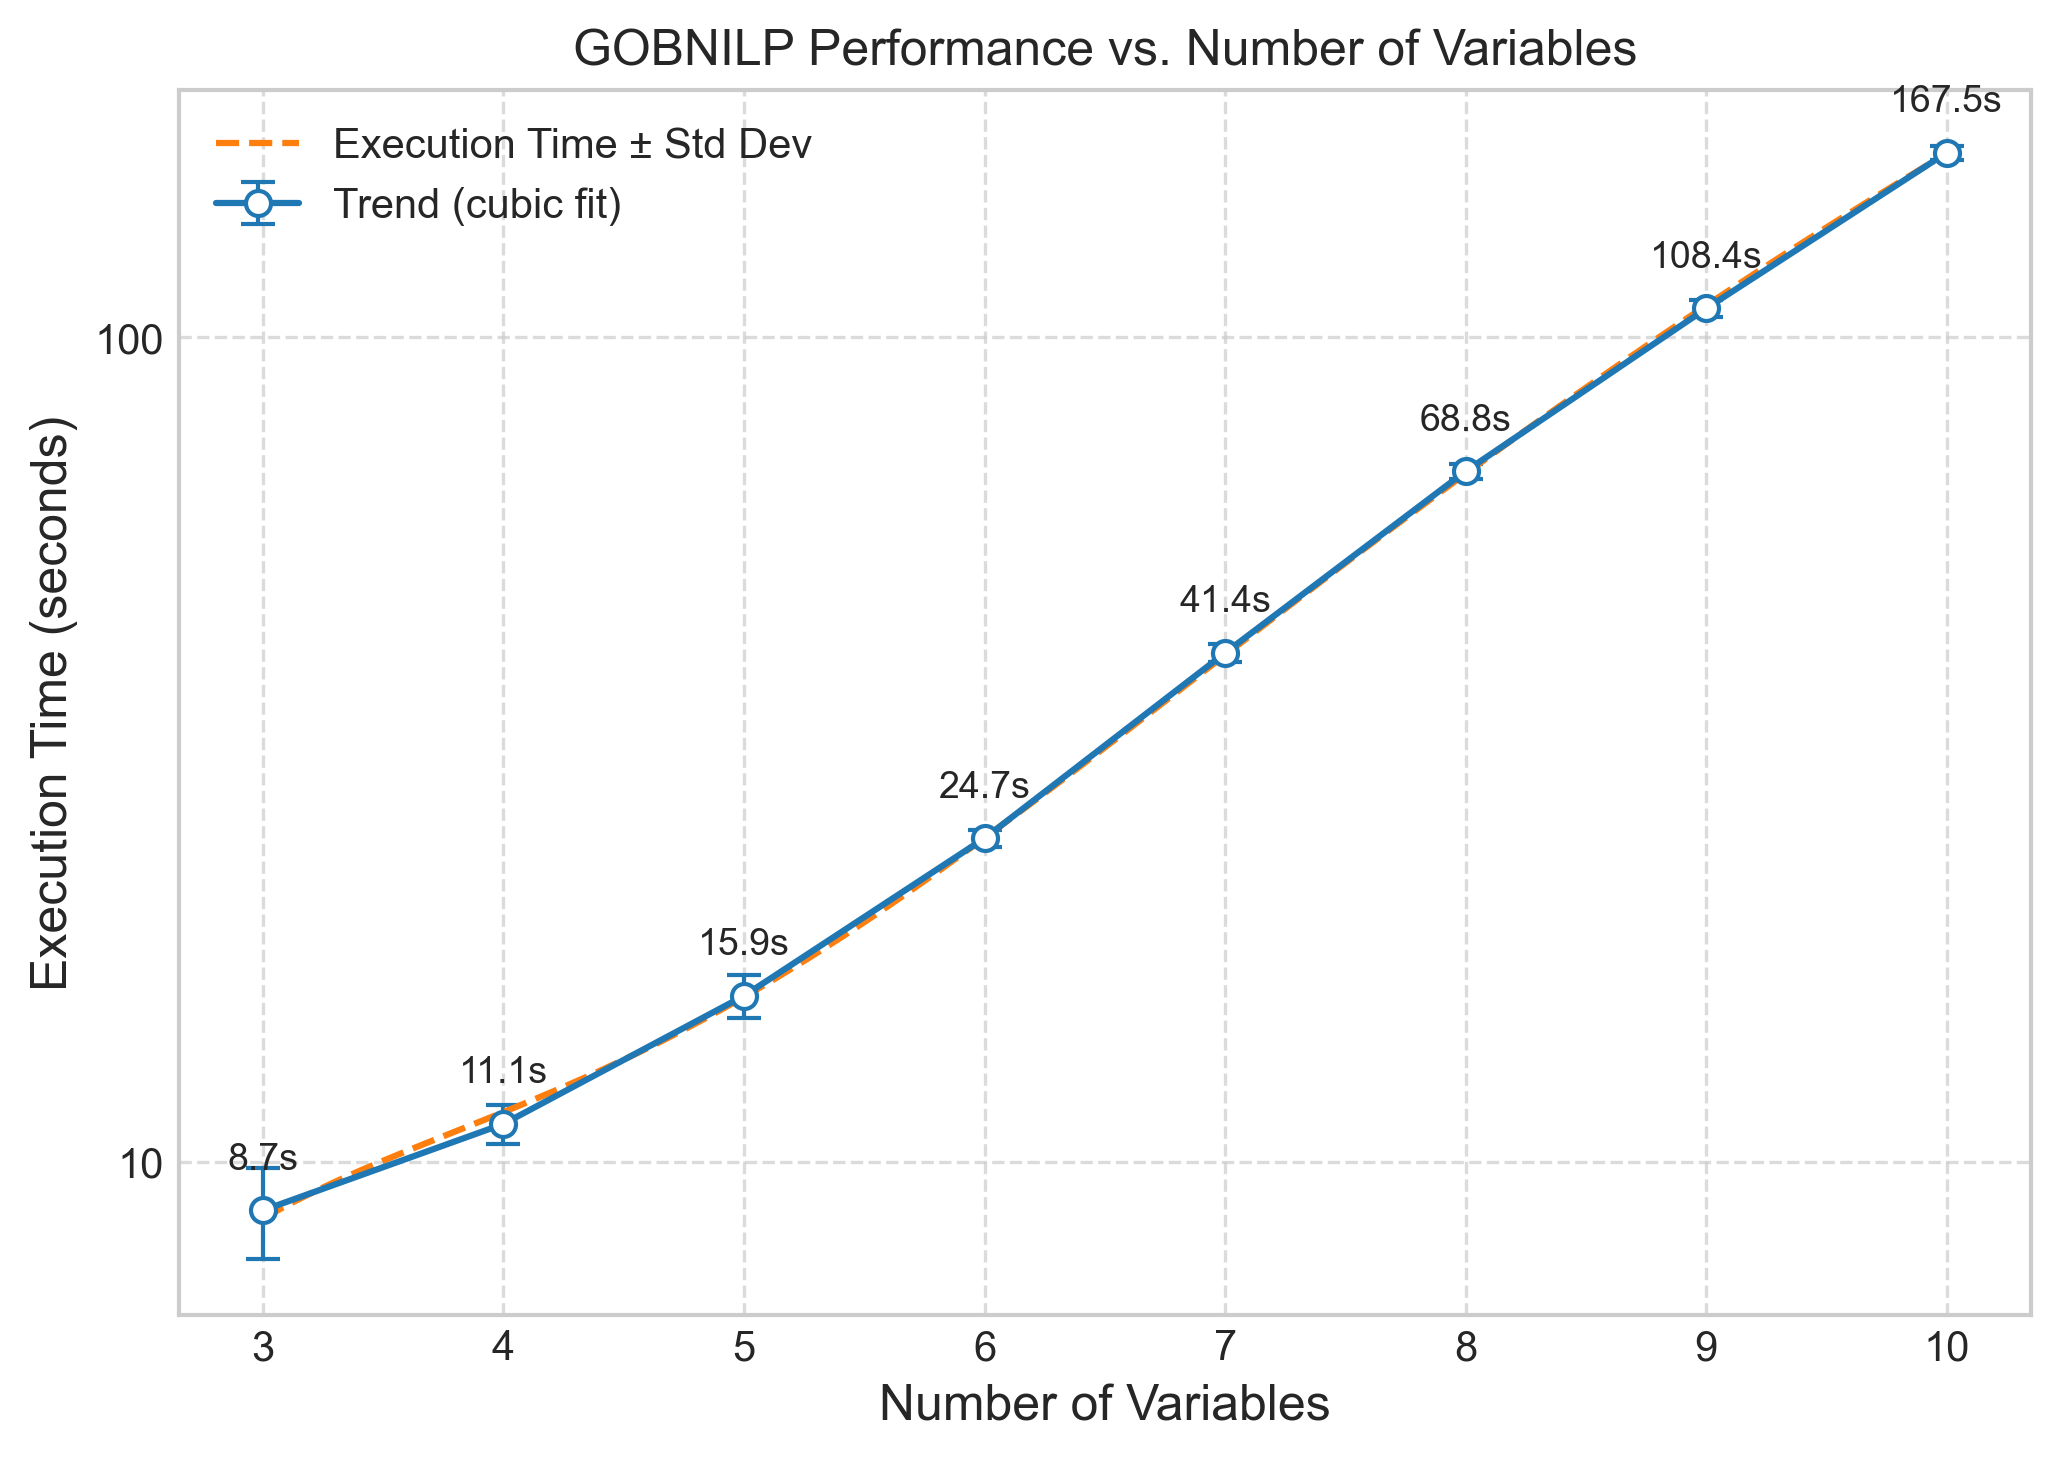 GOBNILP Performance vs. Number of Variables
167.5s
Execution Time ± Std Dev
Trend (cubic fit)
108.4s
100
68.8s
41.4s
24.7s
15.9s
11.1s
8.7s
10
Execution Time (seconds)
3 4 5 6 7 8 9 10
Number of Variables